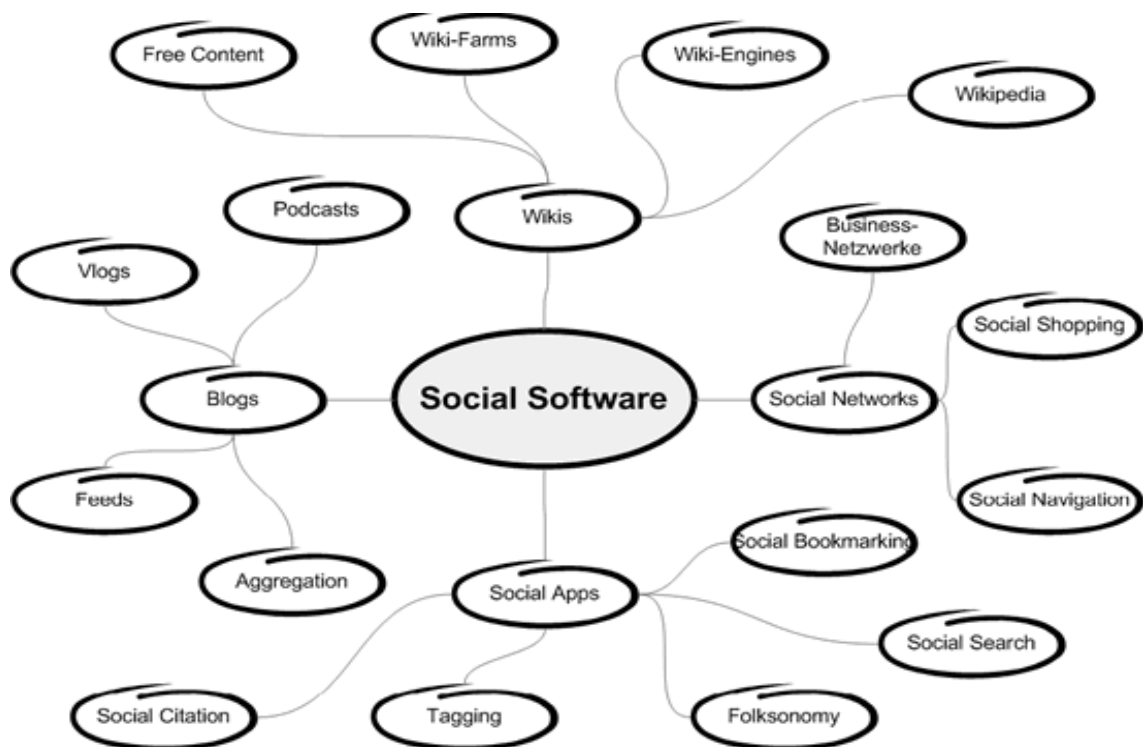 Free Content
Wiki-Farms
Wiki-Engines
Wikipedia
Podcasts
Wikis
Business-
Netzwerke
Vlogs
Social Shopping
Blogs
Social Software
Social Networks
Feeds
Social Navigation
Social Bookmarking
Aggregation
Social Apps
Social Search
Social Citation
Tagging
Folksonomy